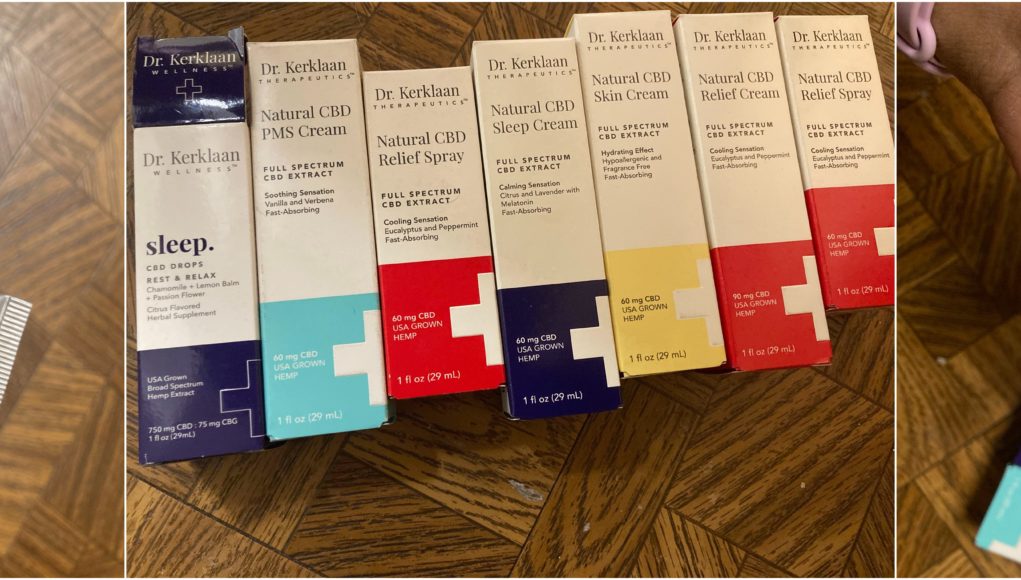 Dr. Kerklaan
WELLNESS™
Dr. Kerklaan
WELLNESS™
sleep.
CBD DROPS
REST & RELAX
Chamomile + Lemon Balm
+ Passion Flower
Citrus Flavored
Herbal Supplement
USA Grown
Broad Spectrum
Hemp Extract
750 mg CBD : 75 mg CBG
1 fl oz (29mL)
Dr. Kerklaan
THERAPEUTICS™
Natural CBD
PMS Cream
FULL SPECTRUM
CBD EXTRACT
Soothing Sensation
Vanilla and Verbena
Fast-Absorbing
60 mg CBD
USA GROWN
HEMP
1 fl oz (29 mL)
Dr. Kerklaan
THERAPEUTICS™
Natural CBD
Relief Spray
FULL SPECTRUM
CBD EXTRACT
Cooling Sensation
Eucalyptus and Peppermint
Fast-Absorbing
60 mg CBD
USA GROWN
HEMP
1 fl oz (29 mL)
Dr. Kerklaan
THERAPEUTICS™
Natural CBD
Sleep Cream
FULL SPECTRUM
CBD EXTRACT
Calming Sensation
Citrus and Lavender with
Melatonin
Fast-Absorbing
60 mg CBD
USA GROWN
HEMP
1 fl oz (29 mL)
Dr. Kerklaan
THERAPEUTICS™
Natural CBD
Skin Cream
FULL SPECTRUM
CBD EXTRACT
Hydrating Effect
Hypoallergenic and
Fragrance Free
Fast-Absorbing
60 mg CBD
USA GROWN
HEMP
1 fl oz (29 mL)
Dr. Kerklaan
THERAPEUTICS™
Natural CBD
Relief Cream
FULL SPECTRUM
CBD EXTRACT
Cooling Sensation
Eucalyptus and Peppermint
Fast-Absorbing
90 mg CBD
USA GROWN
HEMP
1 fl oz (29 mL)
Dr. Kerklaan
THERAPEUTICS™
Natural CBD
Relief Spray
FULL SPECTRUM
CBD EXTRACT
Cooling Sensation
Eucalyptus and Peppermint
Fast-Absorbing
60 mg CBD
USA GROWN
HEMP
1 fl oz (29 mL)